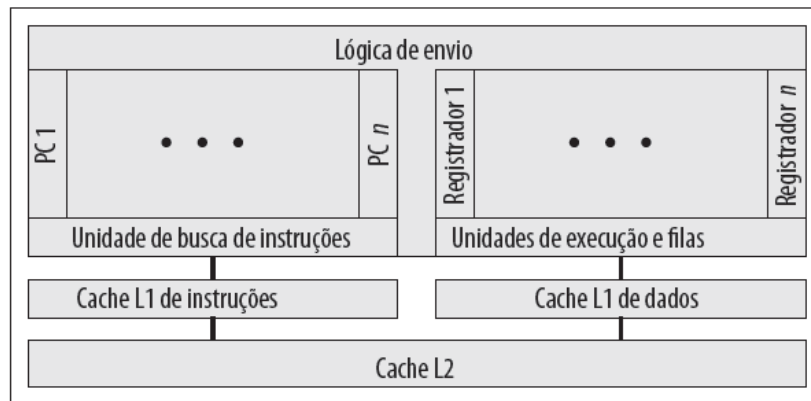 Lógica de envio
PC 1
• • •
PC n
Registrador 1
• • •
Registrador n
Unidade de busca de instruções
Unidades de execução e filas
Cache L1 de instruções
Cache L1 de dados
Cache L2